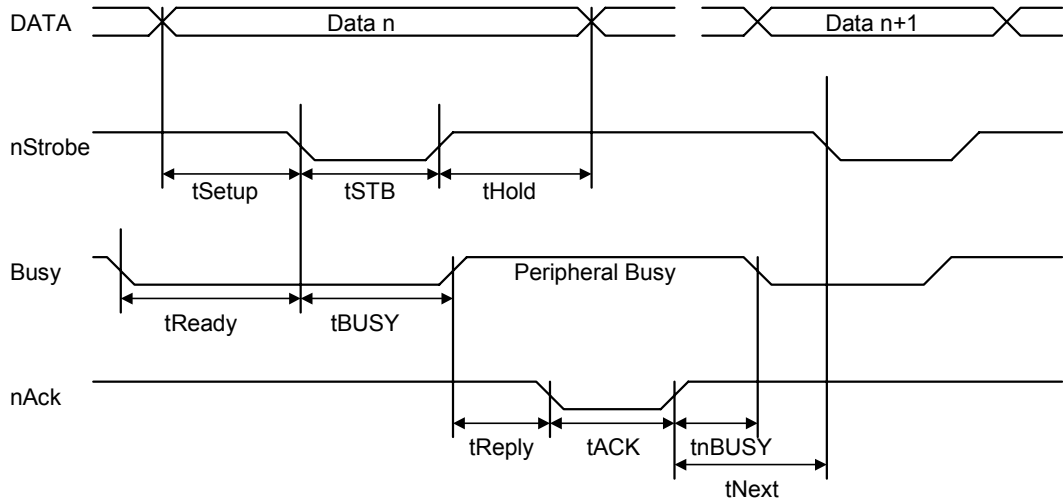 DATA
Data n
Data n+1
nStrobe
tSetup
tSTB
tHold
Busy
Peripheral Busy
tReady
tBUSY
nAck
tReply
tACK
tnBUSY
tNext